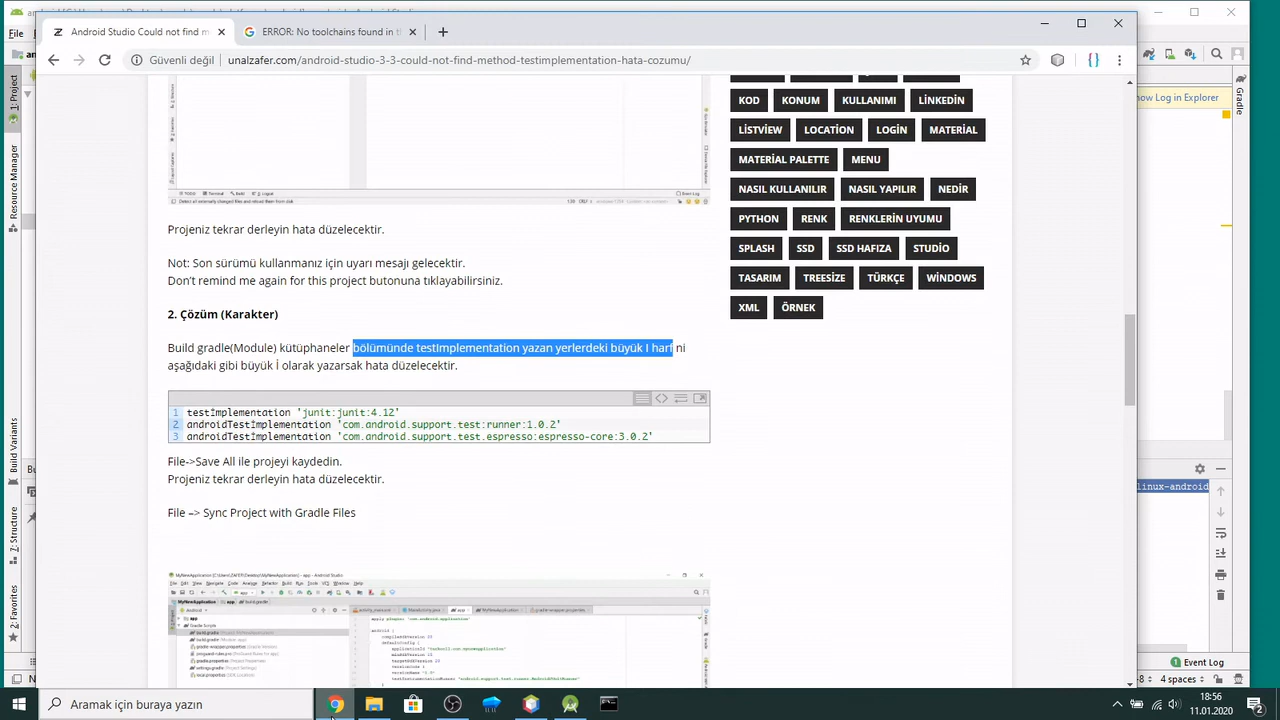 Android Studio Could not find m
ERROR: No toolchains found in t
Güvenli değil
unalzafer.com/android-studio-3-3-could-not-find-method-testimplementation-hata-cozumu/
File
1: Project
Resource Manager
Build Variants
7: Structure
2: Favorites
Gradle
how Log in Explorer
KOD
KONUM
KULLANIMI
LİNKEDİN
LİSTVİEW
LOCATİON
LOGİN
MATERİAL
MATERİAL PALETTE
MENU
NASIL KULLANILIR
NASIL YAPILIR
NEDİR
PYTHON
RENK
RENKLERİN UYUMU
SPLASH
SSD
SSD HAFIZA
STUDİO
TASARIM
TREESİZE
TÜRKÇE
WİNDOWS
XML
ÖRNEK
Projeniz tekrar derleyin hata düzelecektir.
Not: Son sürümü kullanmanız için uyarı mesajı gelecektir.
Don't remind me again for this project butonuna tıklayabilirsiniz.
2. Çözüm (Karakter)
Build gradle(Module) kütüphaneler bölümünde testImplementation yazan yerlerdeki büyük I harf ni
aşağıdaki gibi büyük İ olarak yazarsak hata düzelecektir.
1 testİmplementation 'junit:junit:4.12'
2 androidTestİmplementation 'com.android.support.test:runner:1.0.2'
3 androidTestİmplementation 'com.android.support.test.espresso:espresso-core:3.0.2'
File->Save All ile projeyi kaydedin.
Projeniz tekrar derleyin hata düzelecektir.
File –> Sync Project with Gradle Files
linux-android
Event Log
4 spaces
Aramak için buraya yazın
18:56
11.01.2020
2